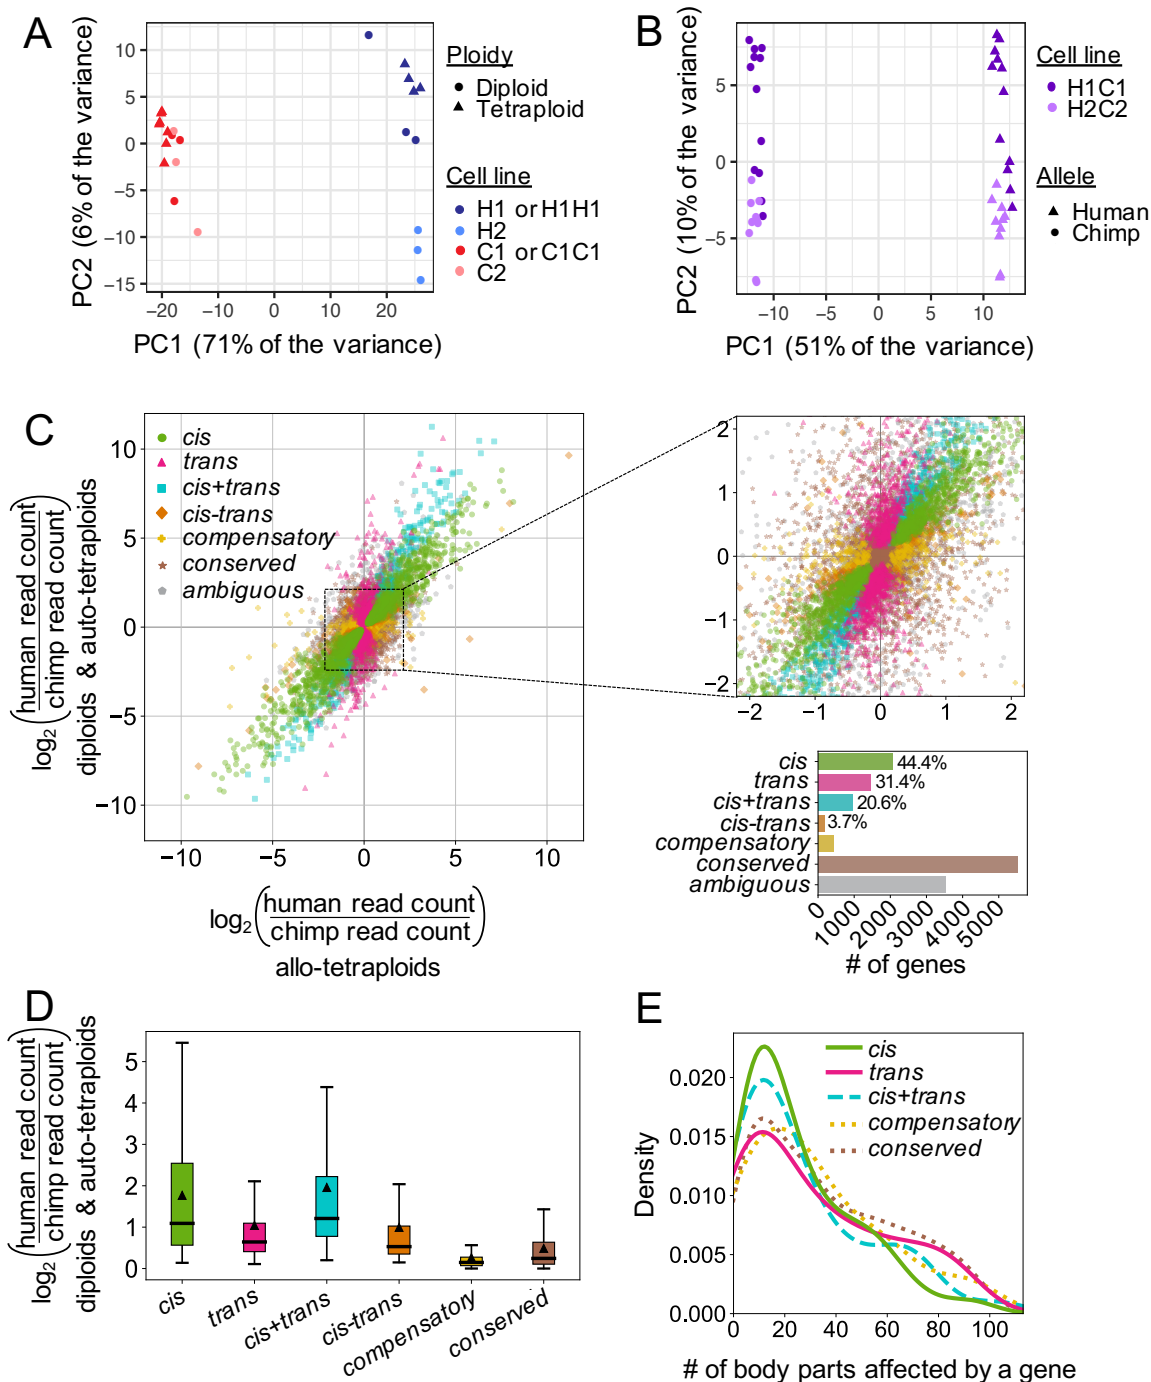 A
PC2 (6% of the variance)
10
5
0
−5
−10
−15
−20
−10
0
10
20
PC1 (71% of the variance)
Ploidy
Diploid
Tetraploid
Cell line
H1 or H1H1
H2
C1 or C1C1
C2
B
PC2 (10% of the variance)
5
0
−5
−10
−5
0
5
10
PC1 (51% of the variance)
Cell line
H1C1
H2C2
Allele
Human
Chimp
C
log2(human read count/chimp read count)
diploids & auto-tetraploids
10
5
0
−5
−10
cis
trans
cis+trans
cis-trans
compensatory
conserved
ambiguous
−10
−5
0
5
10
log2(human read count/chimp read count)
allo-tetraploids
2
1
0
−1
−2
−2
−1
0
1
2
cis 44.4%
trans 31.4%
cis+trans 20.6%
cis-trans 3.7%
compensatory
conserved
ambiguous
0
1000
2000
3000
4000
5000
# of genes
D
log2(human read count/chimp read count)
diploids & auto-tetraploids
5
4
3
2
1
0
cis
trans
cis+trans
cis-trans
compensatory
conserved
E
Density
0.020
0.015
0.010
0.005
0.000
cis
trans
cis+trans
compensatory
conserved
0
20
40
60
80
100
# of body parts affected by a gene